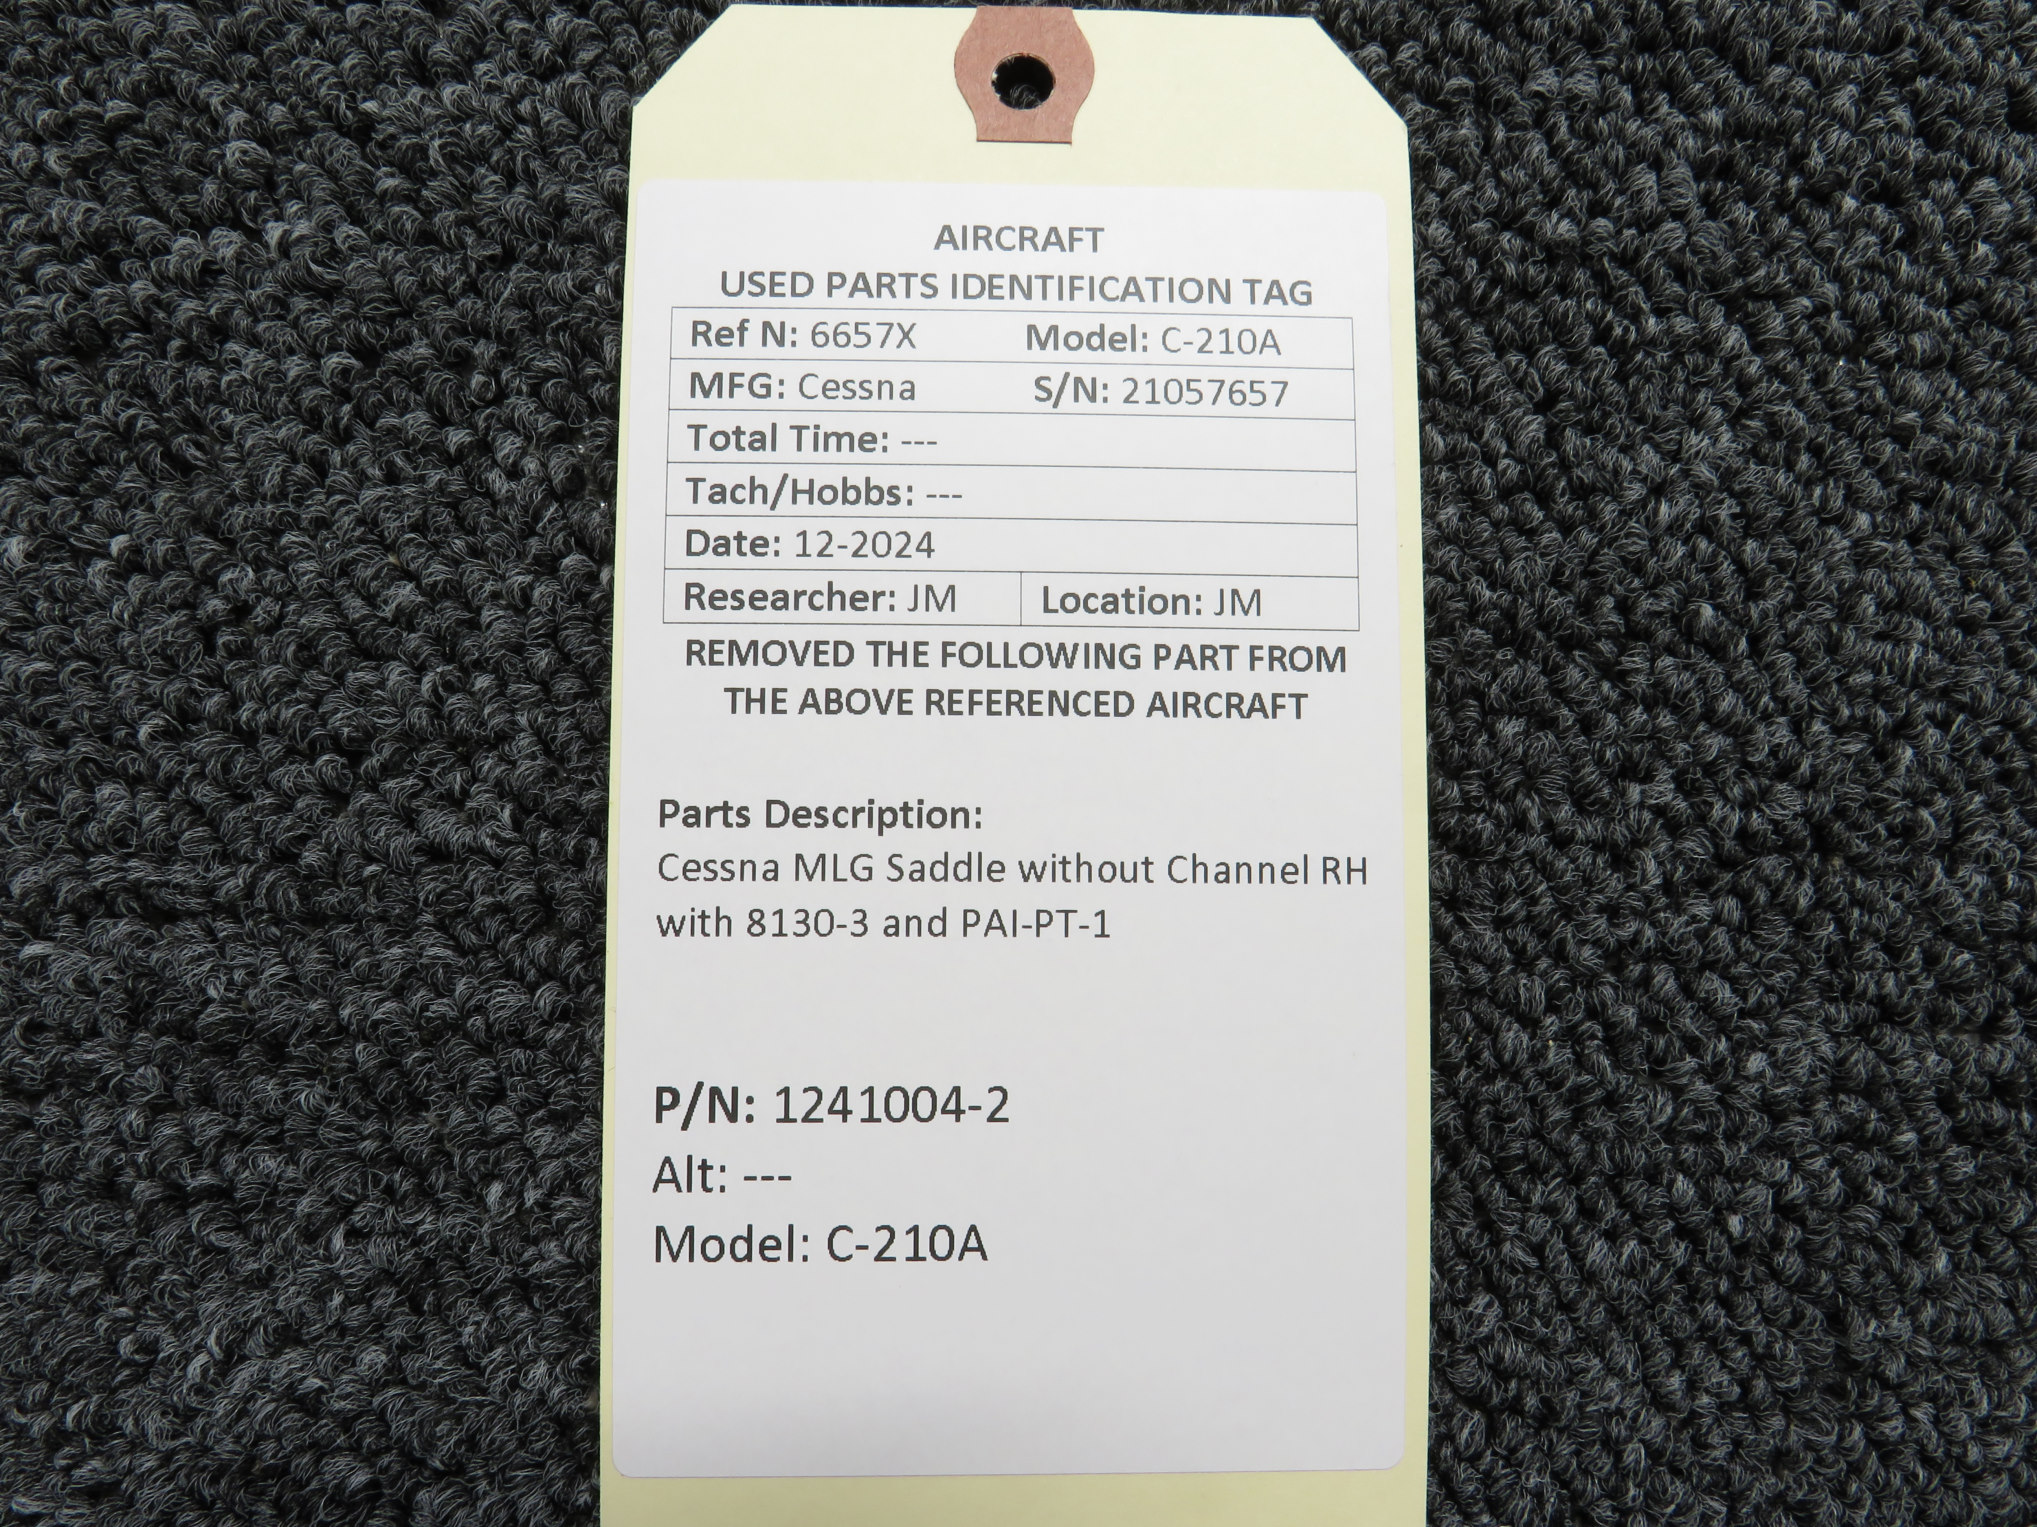 AIRCRAFT
USED PARTS IDENTIFICATION TAG
Ref N: 6657X Model: C-210A
MFG: Cessna S/N: 21057657
Total Time: ---
Tach/Hobbs: ---
Date: 12-2024
Researcher: JM Location: JM
REMOVED THE FOLLOWING PART FROM
THE ABOVE REFERENCED AIRCRAFT
Parts Description:
Cessna MLG Saddle without Channel RH
with 8130-3 and PAI-PT-1
P/N: 1241004-2
Alt: ---
Model: C-210A